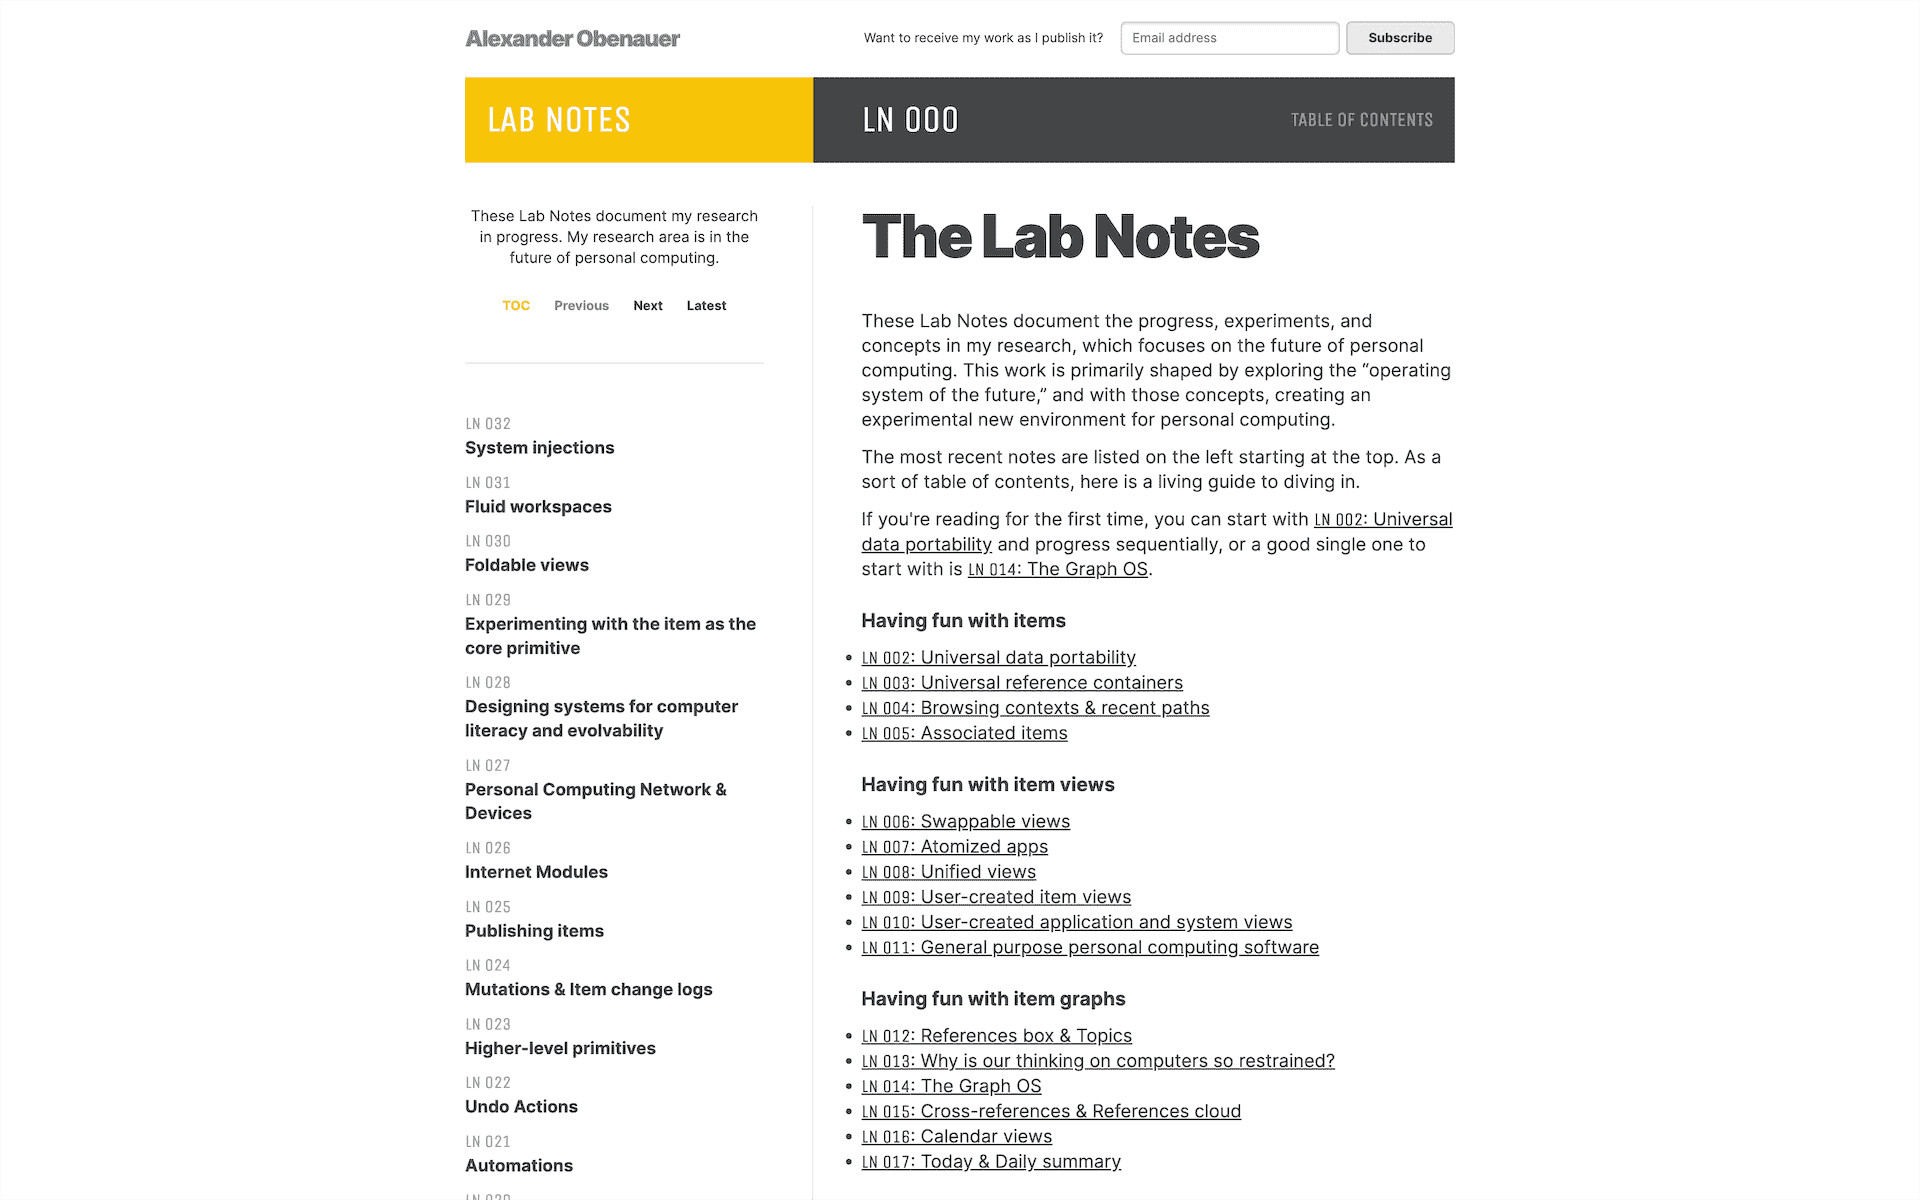 Alexander Obenauer
Want to receive my work as I publish it?
Email address
Subscribe
LAB NOTES
LN 000
TABLE OF CONTENTS
These Lab Notes document my research
in progress. My research area is in the
future of personal computing.
TOC Previous Next Latest
LN 032
System injections
LN 031
Fluid workspaces
LN 030
Foldable views
LN 029
Experimenting with the item as the
core primitive
LN 028
Designing systems for computer
literacy and evolvability
LN 027
Personal Computing Network &
Devices
LN 026
Internet Modules
LN 025
Publishing items
LN 024
Mutations & Item change logs
LN 023
Higher-level primitives
LN 022
Undo Actions
LN 021
Automations
LN 020
The Lab Notes
These Lab Notes document the progress, experiments, and
concepts in my research, which focuses on the future of personal
computing. This work is primarily shaped by exploring the “operating
system of the future,” and with those concepts, creating an
experimental new environment for personal computing.
The most recent notes are listed on the left starting at the top. As a
sort of table of contents, here is a living guide to diving in.
If you're reading for the first time, you can start with LN 002: Universal
data portability and progress sequentially, or a good single one to
start with is LN 014: The Graph OS.
Having fun with items
• LN 002: Universal data portability
• LN 003: Universal reference containers
• LN 004: Browsing contexts & recent paths
• LN 005: Associated items
Having fun with item views
• LN 006: Swappable views
• LN 007: Atomized apps
• LN 008: Unified views
• LN 009: User-created item views
• LN 010: User-created application and system views
• LN 011: General purpose personal computing software
Having fun with item graphs
• LN 012: References box & Topics
• LN 013: Why is our thinking on computers so restrained?
• LN 014: The Graph OS
• LN 015: Cross-references & References cloud
• LN 016: Calendar views
• LN 017: Today & Daily summary